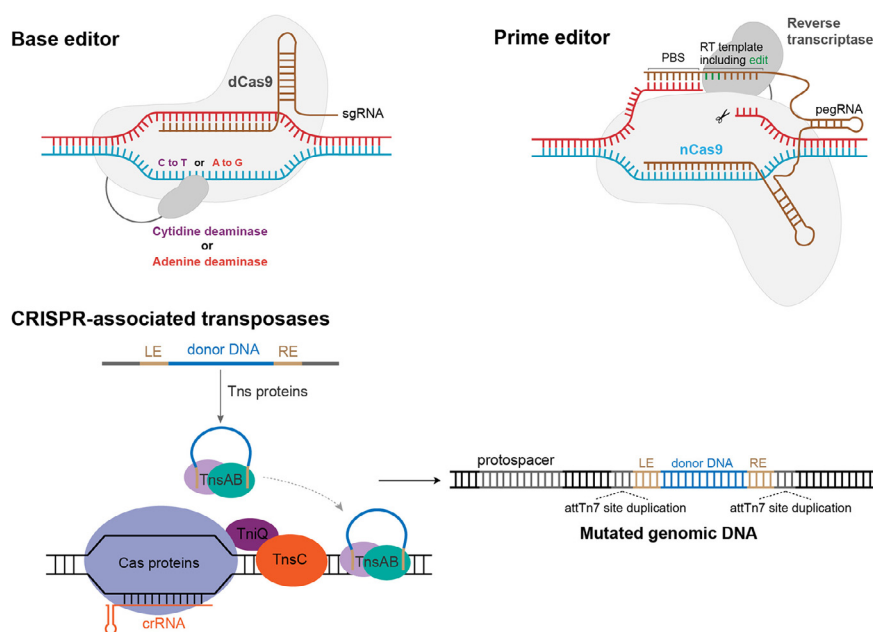 Base editor
dCas9
sgRNA
C to T or A to G
Cytidine deaminase
or
Adenine deaminase
Prime editor
Reverse
transcriptase
PBS
RT template
including edit
pegRNA
nCas9
CRISPR-associated transposases
LE donor DNA RE
Tns proteins
TnsAB
TniQ
TnsC
TnsAB
Cas proteins
crRNA
protospacer LE donor DNA RE
attTn7 site duplication attTn7 site duplication
Mutated genomic DNA